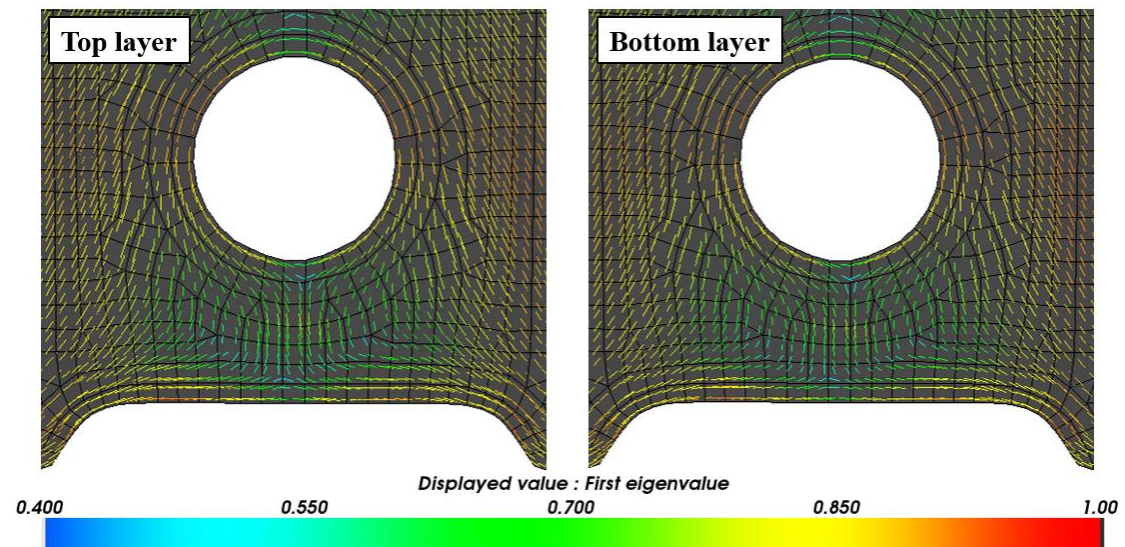 Top layer
Bottom layer
Displayed value : First eigenvalue
0.400 0.550 0.700 0.850 1.00